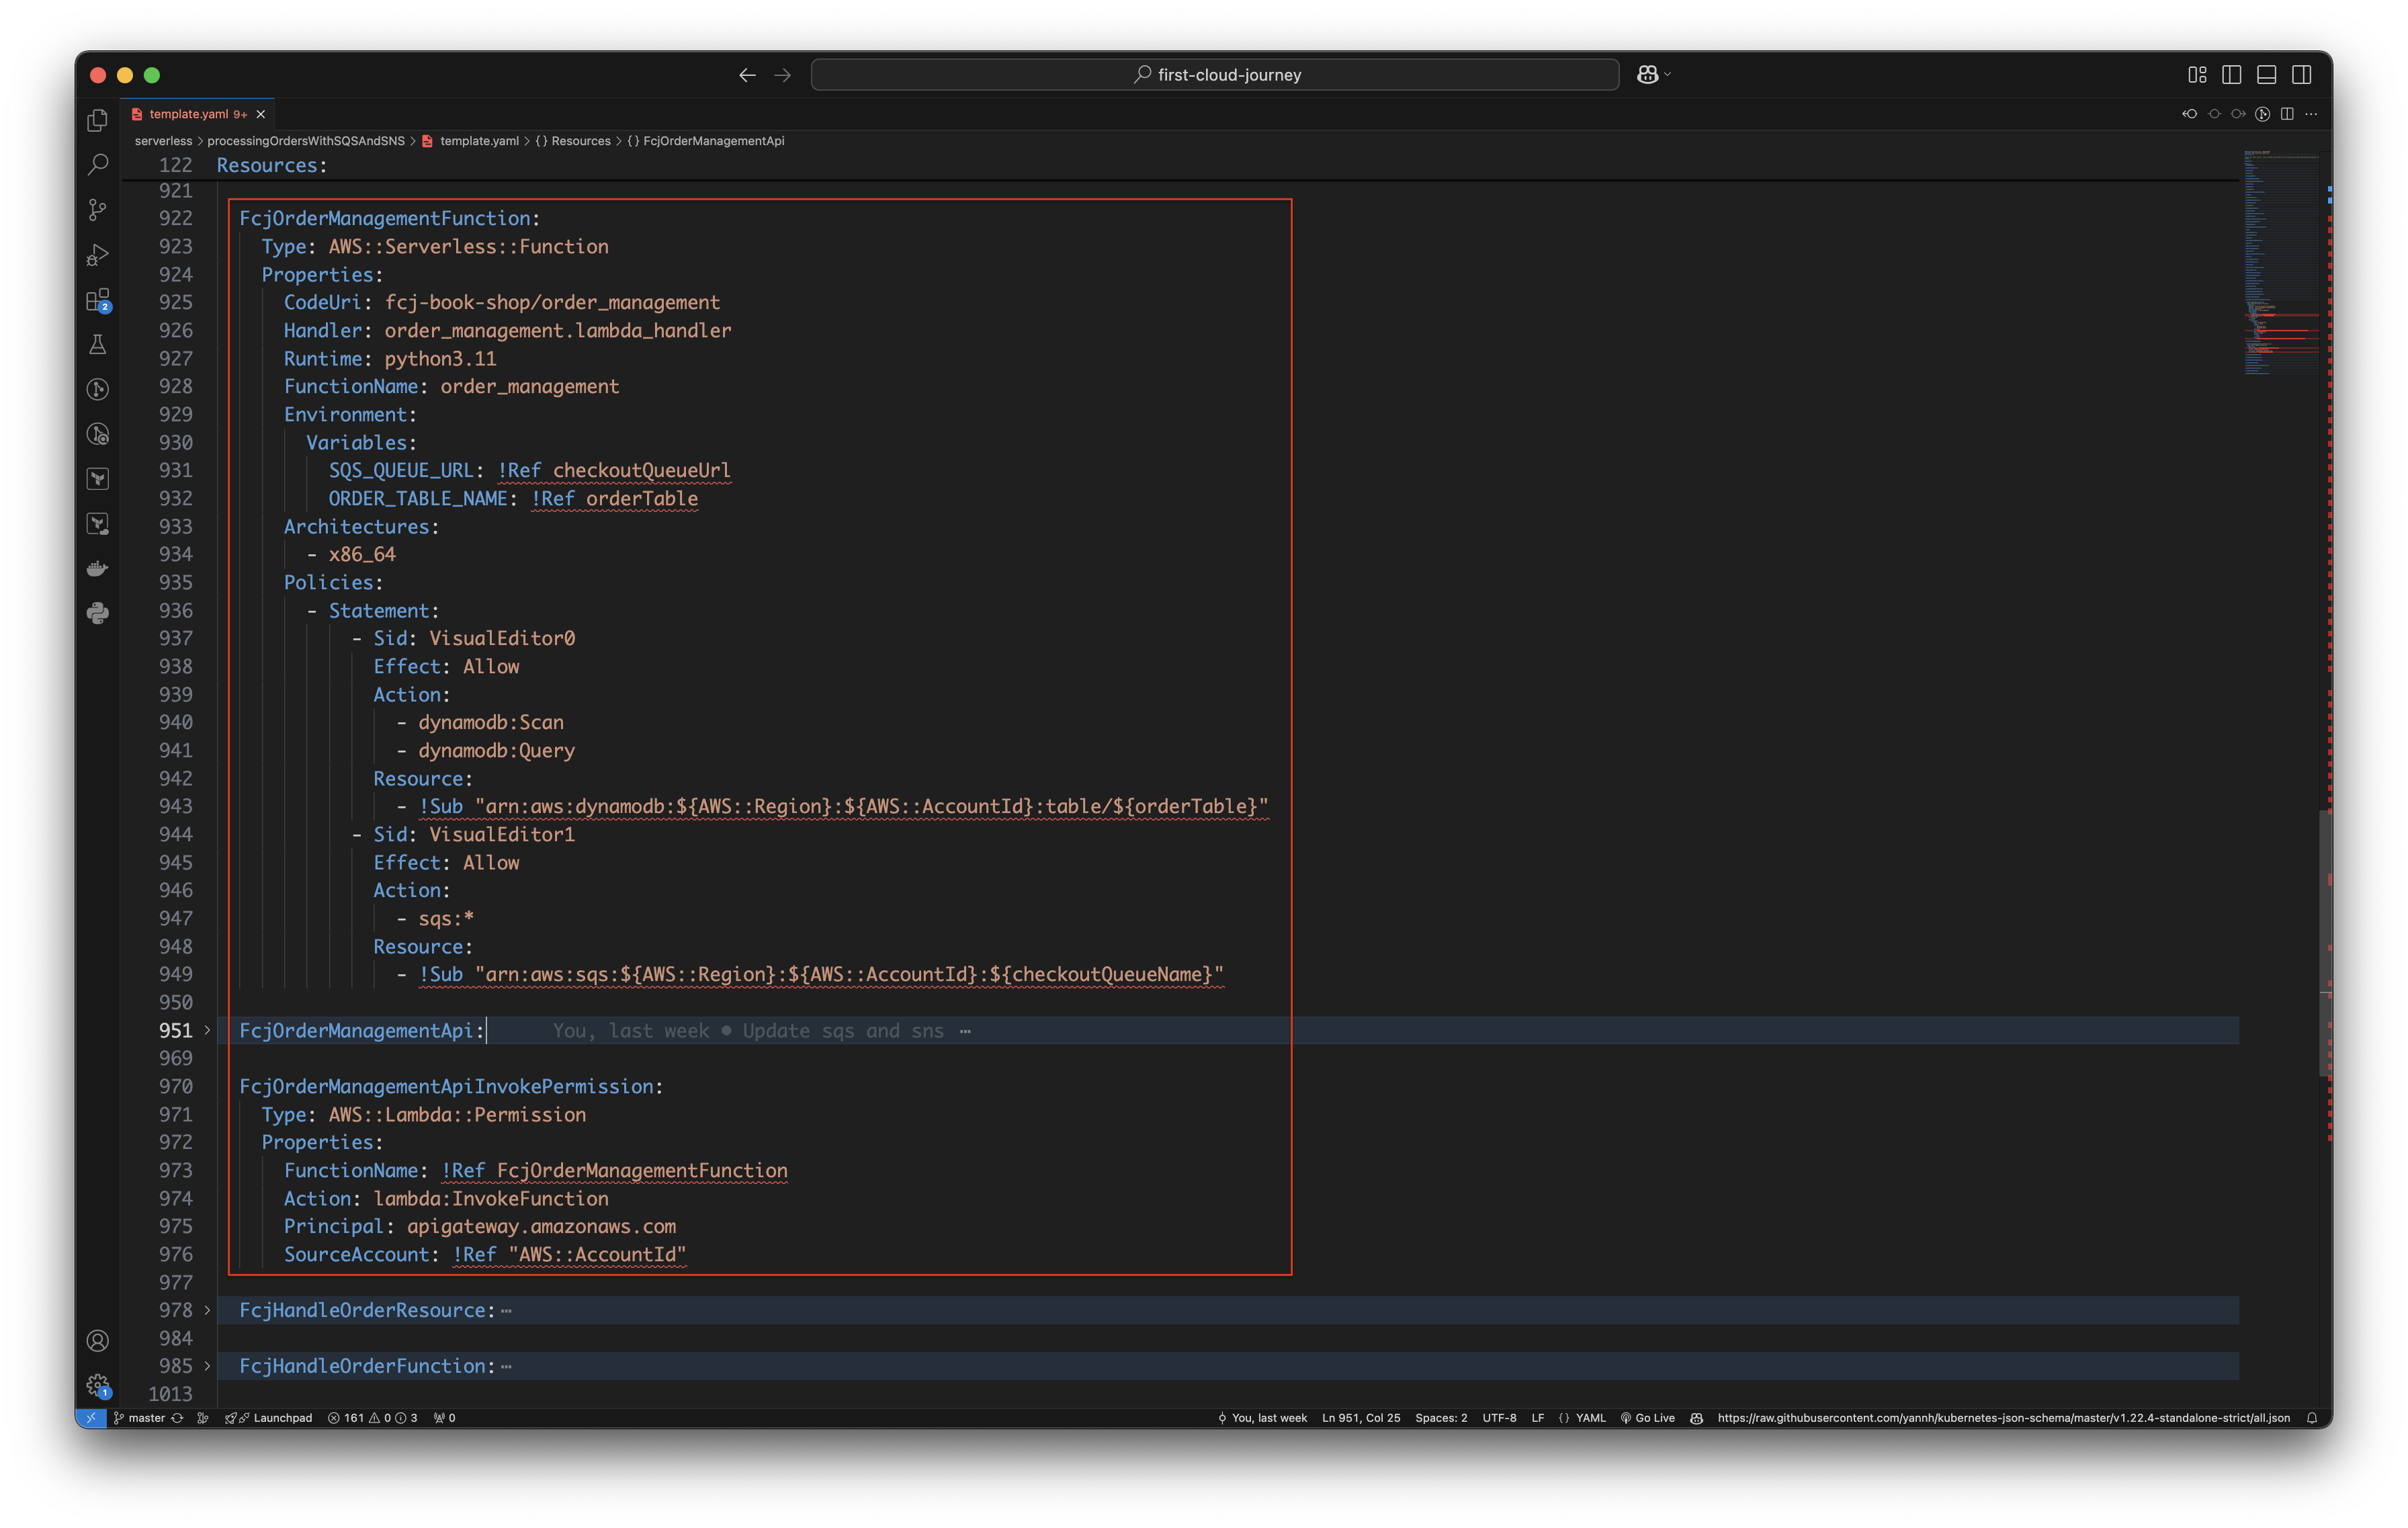 first-cloud-journey
template.yaml 9+
serverless > processingOrdersWithSQSAndSNS > template.yaml > {} Resources > {} FcjOrderManagementApi
122 Resources:
921
922 FcjOrderManagementFunction:
923 Type: AWS::Serverless::Function
924 Properties:
925 CodeUri: fcj-book-shop/order_management
926 Handler: order_management.lambda_handler
927 Runtime: python3.11
928 FunctionName: order_management
929 Environment:
930 Variables:
931 SQS_QUEUE_URL: !Ref checkoutQueueUrl
932 ORDER_TABLE_NAME: !Ref orderTable
933 Architectures:
934 - x86_64
935 Policies:
936 - Statement:
937 - Sid: VisualEditor0
938 Effect: Allow
939 Action:
940 - dynamodb:Scan
941 - dynamodb:Query
942 Resource:
943 - !Sub "arn:aws:dynamodb:${AWS::Region}:${AWS::AccountId}:table/${orderTable}"
944 - Sid: VisualEditor1
945 Effect: Allow
946 Action:
947 - sqs:*
948 Resource:
949 - !Sub "arn:aws:sqs:${AWS::Region}:${AWS::AccountId}:${checkoutQueueName}"
950
951 > FcjOrderManagementApi: You, last week • Update sqs and sns ⋯
969
970 FcjOrderManagementApiInvokePermission:
971 Type: AWS::Lambda::Permission
972 Properties:
973 FunctionName: !Ref FcjOrderManagementFunction
974 Action: lambda:InvokeFunction
975 Principal: apigateway.amazonaws.com
976 SourceAccount: !Ref "AWS::AccountId"
977
978 > FcjHandleOrderResource:⋯
984
985 > FcjHandleOrderFunction:⋯
1013
2
1
master Launchpad 161 0 3 0 You, last week Ln 951, Col 25 Spaces: 2 UTF-8 LF {} YAML Go Live https://raw.githubusercontent.com/yannh/kubernetes-json-schema/master/v1.22.4-standalone-strict/all.json